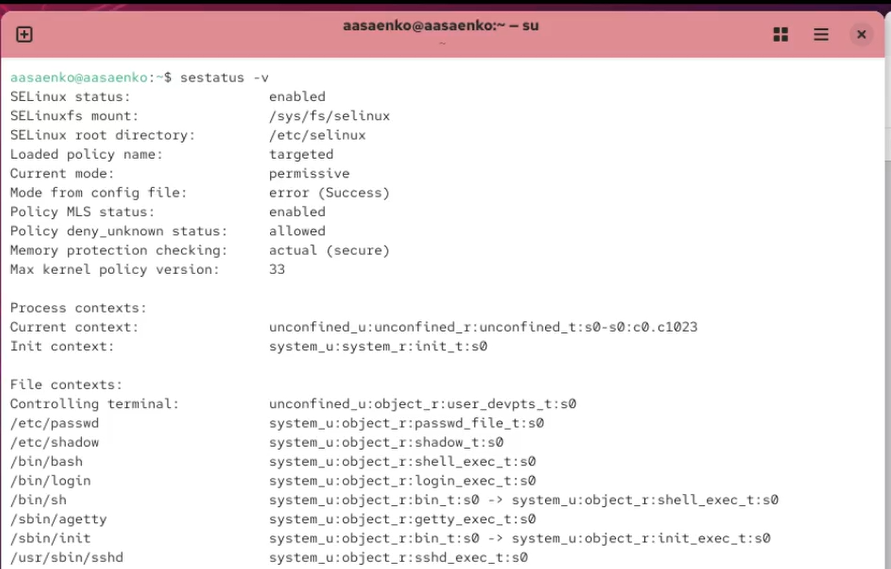 aasaenko@aasaenko:~ — su
~
aasaenko@aasaenko:~$ sestatus -v
SELinux status:                 enabled
SELinuxfs mount:                /sys/fs/selinux
SELinux root directory:         /etc/selinux
Loaded policy name:             targeted
Current mode:                   permissive
Mode from config file:          error (Success)
Policy MLS status:              enabled
Policy deny_unknown status:     allowed
Memory protection checking:     actual (secure)
Max kernel policy version:      33

Process contexts:
Current context:                unconfined_u:unconfined_r:unconfined_t:s0-s0:c0.c1023
Init context:                   system_u:system_r:init_t:s0

File contexts:
Controlling terminal:           unconfined_u:object_r:user_devpts_t:s0
/etc/passwd                     system_u:object_r:passwd_file_t:s0
/etc/shadow                     system_u:object_r:shadow_t:s0
/bin/bash                       system_u:object_r:shell_exec_t:s0
/bin/login                      system_u:object_r:login_exec_t:s0
/bin/sh                         system_u:object_r:bin_t:s0 -> system_u:object_r:shell_exec_t:s0
/sbin/agetty                    system_u:object_r:getty_exec_t:s0
/sbin/init                      system_u:object_r:bin_t:s0 -> system_u:object_r:init_exec_t:s0
/usr/sbin/sshd                  system_u:object_r:sshd_exec_t:s0